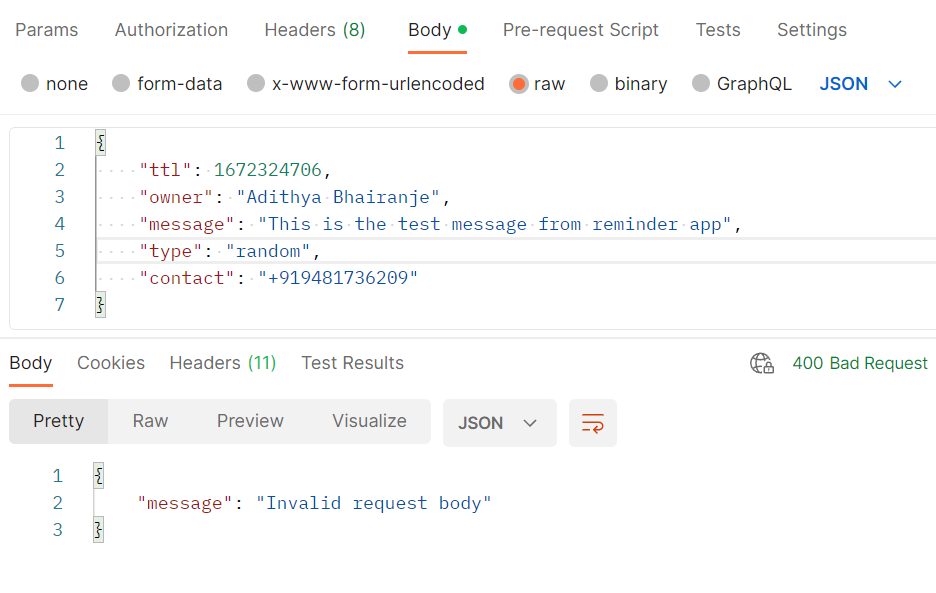 Params Authorization Headers (8) Body Pre-request Script Tests Settings
none form-data x-www-form-urlencoded raw binary GraphQL JSON
1 {
2 "ttl": 1672324706,
3 "owner": "Adithya Bhairanje",
4 "message": "This is the test message from reminder app",
5 "type": "random",
6 "contact": "+919481736209"
7 }
Body Cookies Headers (11) Test Results 400 Bad Request
Pretty Raw Preview Visualize JSON
1 {
2 "message": "Invalid request body"
3 }